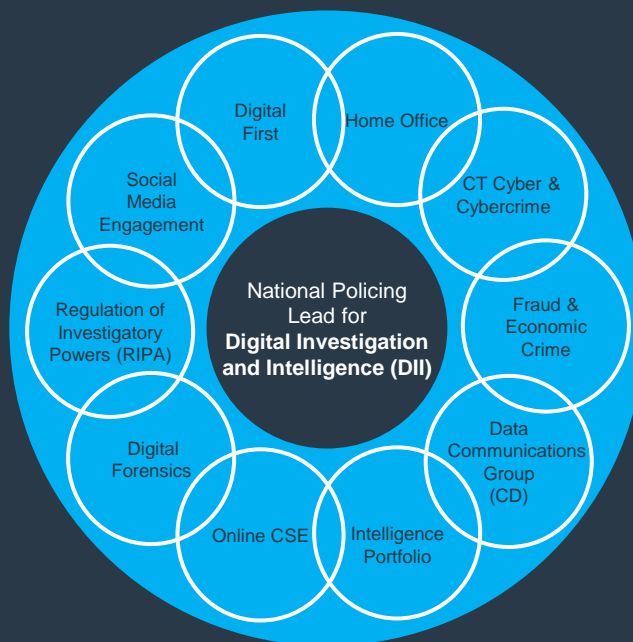 Digital
First
Home Office
CT Cyber &
Cybercrime
Fraud &
Economic
Crime
Data
Communications
Group
(CD)
Intelligence
Portfolio
Online CSE
Digital
Forensics
Regulation of
Investigatory
Powers (RIPA)
Social
Media
Engagement
National Policing
Lead for
Digital Investigation
and Intelligence (DII)